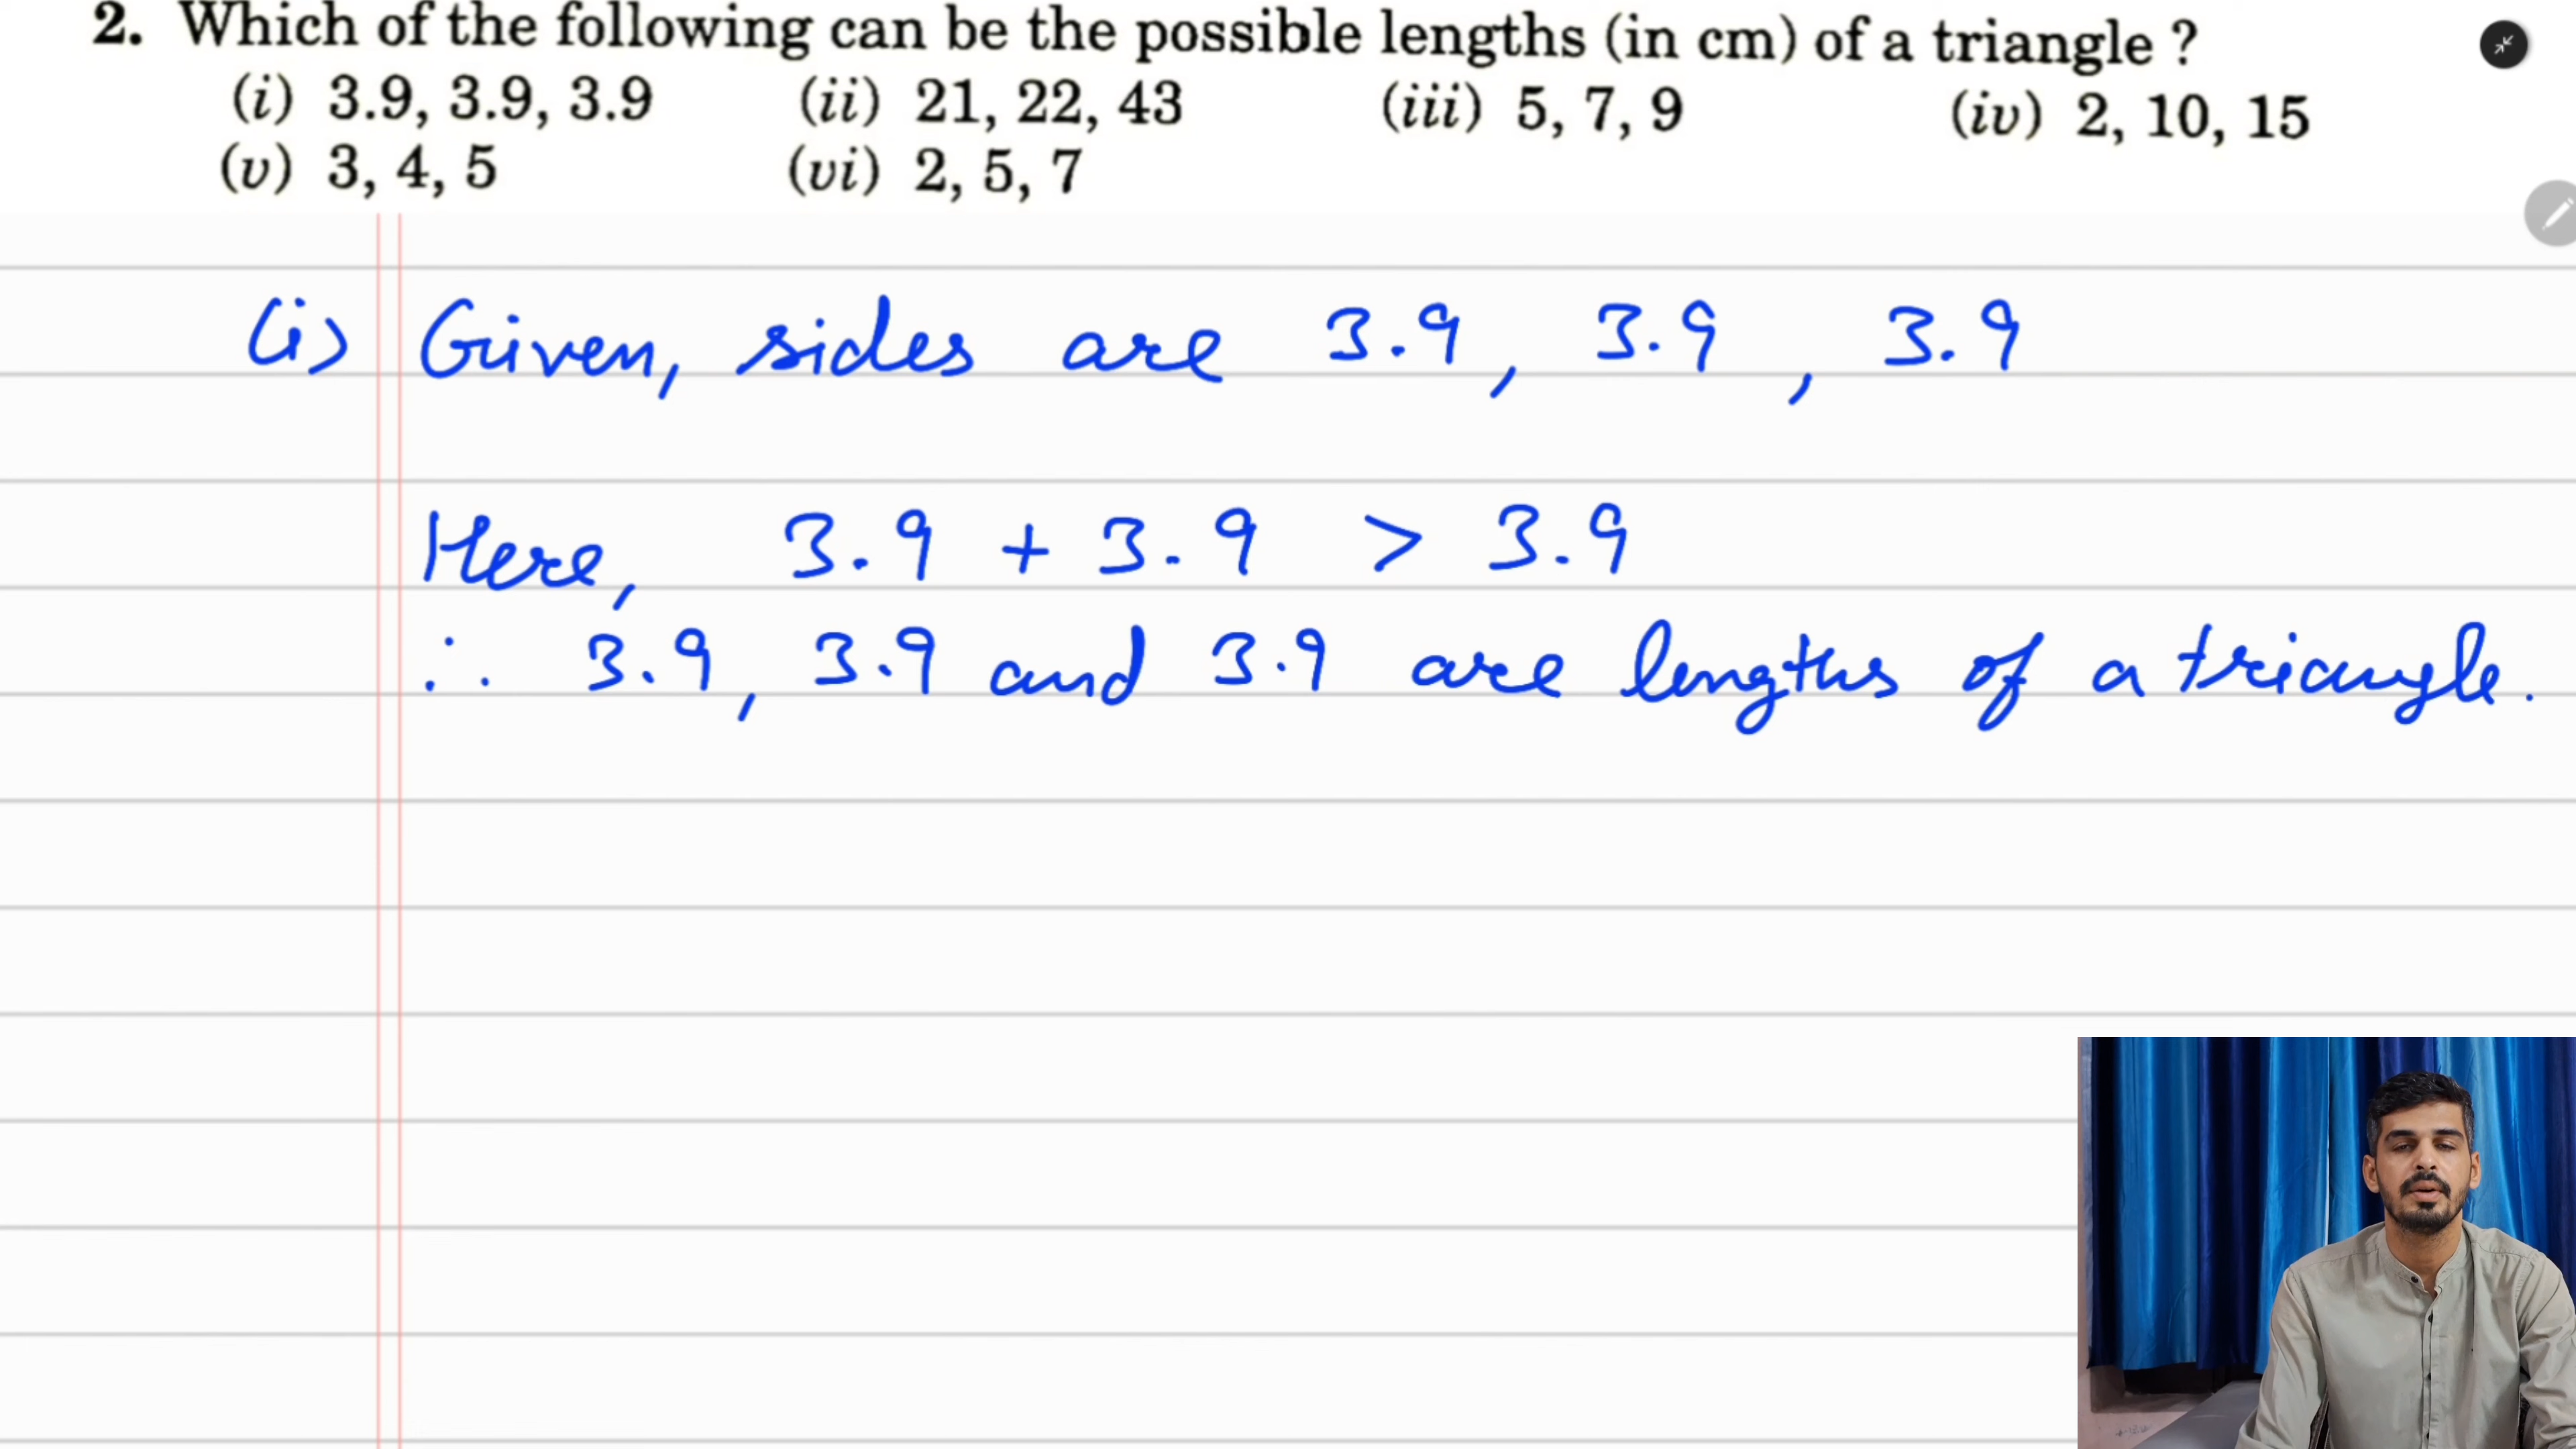 2. Which of the following can be the possible lengths (in cm) of a triangle ?
(i) 3.9, 3.9, 3.9 (ii) 21, 22, 43 (iii) 5, 7, 9 (iv) 2, 10, 15
(v) 3, 4, 5 (vi) 2, 5, 7
(i) Given, sides are 3.9, 3.9, 3.9
Here, 3.9 + 3.9 > 3.9
∴ 3.9, 3.9 and 3.9 are lengths of a triangle.